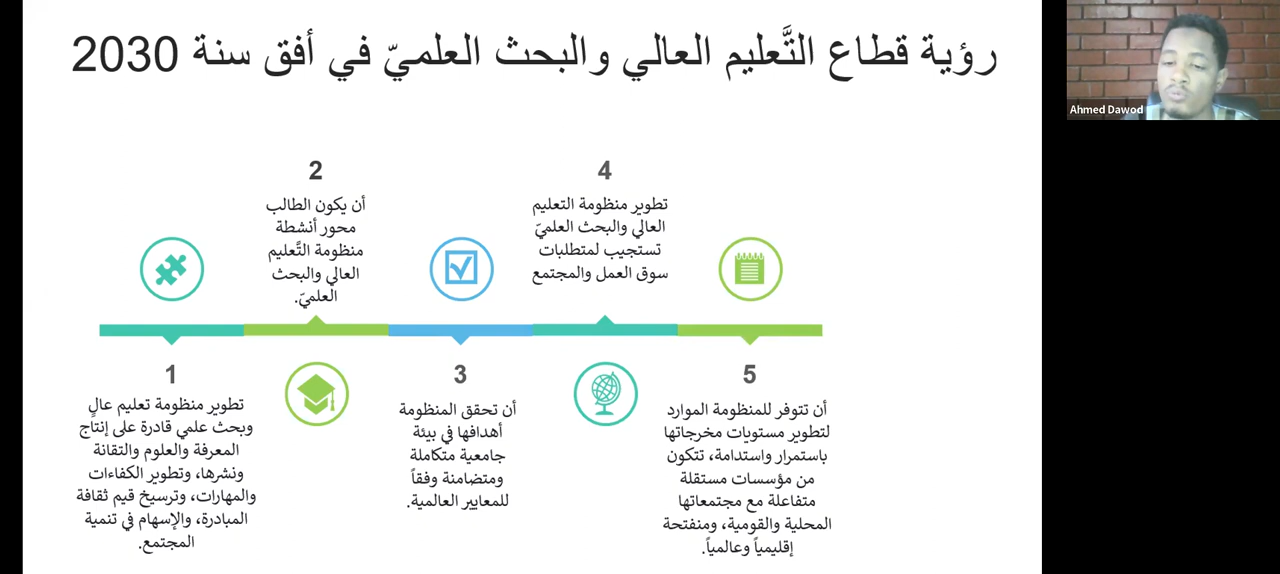 رؤية قطاع التَّعليم العالي والبحث العلميّ في أفق سنة 2030
Ahmed Dawod
1
تطوير منظومة تعليم عالٍ
وبحث علمي قادرة على إنتاج
المعرفة والعلوم والتقانة
ونشرها، وتطوير الكفاءات
والمهارات، وترسيخ قيم ثقافة
المبادرة، والإسهام في تنمية
المجتمع.
2
أن يكون الطالب
محور أنشطة
منظومة التَّعليم
العالي والبحث
العلميّ.
3
أن تحقق المنظومة
أهدافها في بيئة
جامعية متكاملة
ومتضامنة وفقاً
للمعايير العالمية.
4
تطوير منظومة التعليم
العالي والبحث العلميّ
تستجيب لمتطلبات
سوق العمل والمجتمع
5
أن تتوفر للمنظومة الموارد
لتطوير مستويات مخرجاتها
باستمرار واستدامة، تتكون
من مؤسسات مستقلة
متفاعلة مع مجتمعاتها
المحلية والقومية، ومنفتحة
إقليمياً وعالمياً.